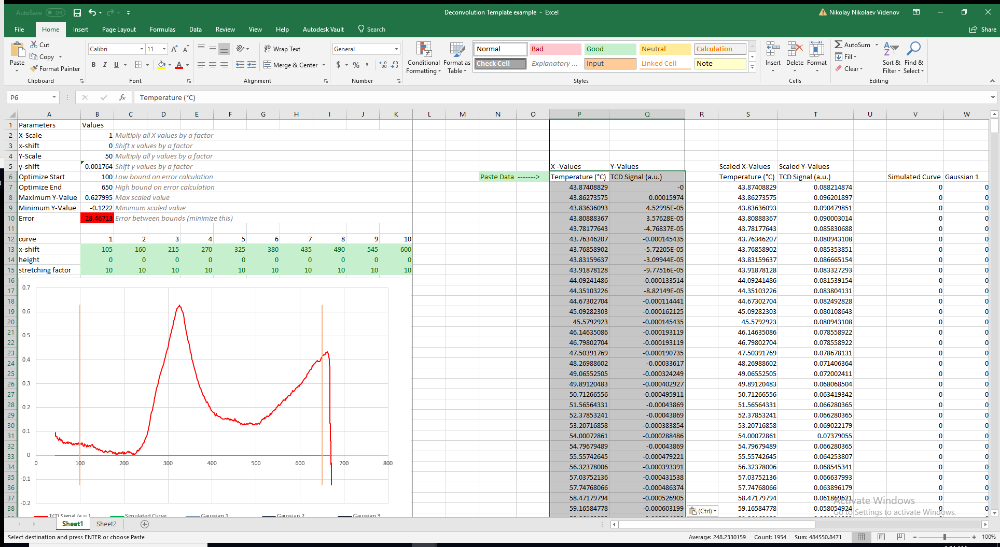 AutoSave Off
Deconvolution Template example - Excel
Nikolay Nikolaev Videnov
File Home Insert Page Layout Formulas Data Review View Help Autodesk Vault Search
Share
Paste
Cut
Copy
Format Painter
Clipboard
Calibri 11
B I U
Font
Wrap Text
Merge & Center
Alignment
General
$ % ,
Number
Conditional Formatting
Format as Table
Normal Bad Good Neutral Calculation
Check Cell Explanatory ... Input Linked Cell Note
Styles
Insert Delete Format
Cells
AutoSum
Fill
Clear
Sort & Filter
Find & Select
Editing
P6 fx Temperature (°C)
A B C D E F G H I J K L M N O P Q R S T U V W
1 Parameters Values
2 X-Scale 1 Multiply all X values by a factor
3 x-shift 0 Shift x values by a factor
4 Y-Scale 50 Multiply all y values by a factor
5 y-shift 0.001764 Shift y values by a factor X -Values Y-Values Scaled X-Values Scaled Y-Values
6 Optimize Start 100 Low bound on error calculation Paste Data -------> Temperature (°C) TCD Signal (a.u.) Temperature (°C) TCD Signal (a.u.) Simulated Curve Gaussian 1
7 Optimize End 650 High bound on error calculation 43.87408829 -0 43.87408829 0.088214874 0 0
8 Maximum Y-Value 0.627995 Max scaled value 43.86273575 0.00015974 43.86273575 0.096201897 0 0
9 Minimum Y-Value -0.1222 Minimum scaled value 43.83636093 4.52995E-05 43.83636093 0.090479851 0 0
10 Error 28.46713 Error between bounds (minimize this) 43.80888367 3.57628E-05 43.80888367 0.090003014 0 0
11 43.78177643 -4.76837E-05 43.78177643 0.085830688 0 0
12 curve 1 2 3 4 5 6 7 8 9 10 43.76346207 -0.000145435 43.76346207 0.080943108 0 0
13 x-shift 105 160 215 270 325 380 435 490 545 600 43.76858902 -5.72205E-05 43.76858902 0.085353851 0 0
14 height 0 0 0 0 0 0 0 0 0 0 43.83159637 -3.09944E-05 43.83159637 0.086665154 0 0
15 stretching factor 10 10 10 10 10 10 10 10 10 10 43.91878128 -9.77516E-05 43.91878128 0.083327293 0 0
16 44.09241486 -0.000133514 44.09241486 0.081539154 0 0
17 44.35103226 -8.82149E-05 44.35103226 0.083804131 0 0
18 44.67302704 -0.000114441 44.67302704 0.082492828 0 0
19 45.09282303 -0.000162125 45.09282303 0.080108643 0 0
20 45.5792923 -0.000145435 45.5792923 0.080943108 0 0
21 46.14635086 -0.000193119 46.14635086 0.078558922 0 0
22 46.79802704 -0.000193119 46.79802704 0.078558922 0 0
23 47.50391769 -0.000190735 47.50391769 0.078678131 0 0
24 48.26988602 -0.00033617 48.26988602 0.071406364 0 0
25 49.06552505 -0.000324249 49.06552505 0.072002411 0 0
26 49.89120483 -0.000402927 49.89120483 0.068068504 0 0
27 50.71266556 -0.000495911 50.71266556 0.063419342 0 0
28 51.56564331 -0.00043869 51.56564331 0.066280365 0 0
29 52.37853241 -0.00043869 52.37853241 0.066280365 0 0
30 53.20716858 -0.000383854 53.20716858 0.069022179 0 0
31 54.00072861 -0.000288486 54.00072861 0.07379055 0 0
32 54.79679489 -0.00043869 54.79679489 0.066280365 0 0
33 55.55742645 -0.000479221 55.55742645 0.064253807 0 0
34 56.32378006 -0.000393391 56.32378006 0.068545341 0 0
35 57.03752136 -0.000431538 57.03752136 0.066637993 0 0
36 57.74768066 -0.000486374 57.74768066 0.063896179 0 0
37 58.47179794 -0.000526905 58.47179794 0.061869621 0 0
38 59.16584778 -0.000603199 59.16584778 0.058054924 0 0
0.7
0.6
0.5
0.4
0.3
0.2
0.1
0
0 100 200 300 400 500 600 700 800
-0.1
-0.2
TCD Signal (a.u.) Simulated Curve Gaussian 1 Gaussian 2 Gaussian 3
(Ctrl)
Activate Windows
Go to Settings to activate Windows.
Sheet1 Sheet2
Select destination and press ENTER or choose Paste
Average: 248.2330159 Count: 1954 Sum: 484550.8471
100%